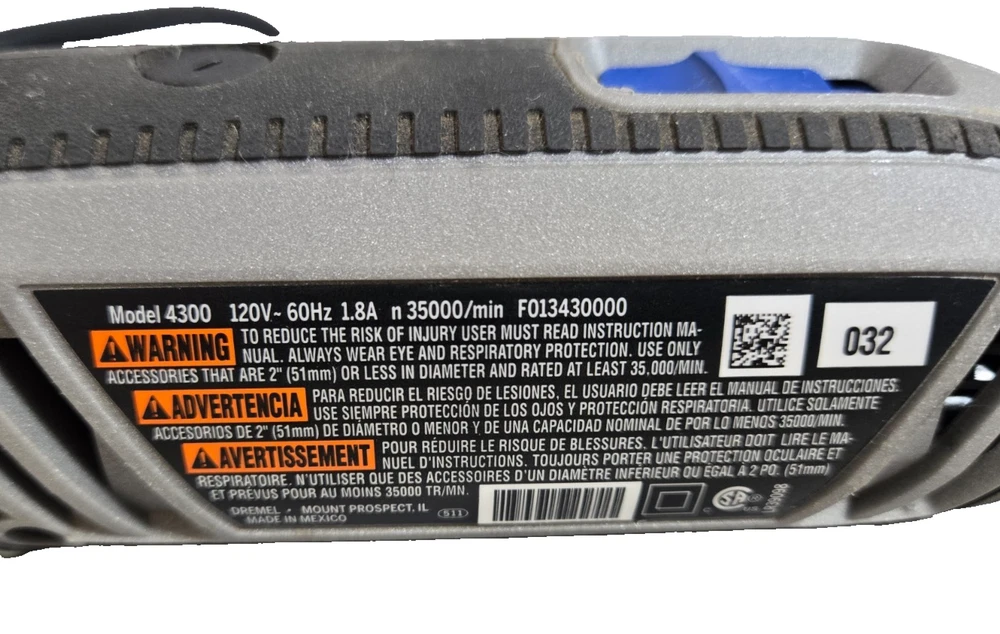 Model 4300 120V~ 60Hz 1.8A n 35000/min F013430000
⚠WARNING TO REDUCE THE RISK OF INJURY USER MUST READ INSTRUCTION MA-
NUAL. ALWAYS WEAR EYE AND RESPIRATORY PROTECTION. USE ONLY
ACCESSORIES THAT ARE 2" (51mm) OR LESS IN DIAMETER AND RATED AT LEAST 35,000/MIN.
032
⚠ADVERTENCIA PARA REDUCIR EL RIESGO DE LESIONES, EL USUARIO DEBE LEER EL MANUAL DE INSTRUCCIONES.
USE SIEMPRE PROTECCIÓN DE LOS OJOS Y PROTECCIÓN RESPIRATORIA. UTILICE SOLAMENTE
ACCESORIOS DE 2" (51mm) DE DIÁMETRO O MENOR Y DE UNA CAPACIDAD NOMINAL DE POR LO MENOS 35000/MIN.
⚠AVERTISSEMENT POUR RÉDUIRE LE RISQUE DE BLESSURES, L'UTILISATEUR DOIT LIRE LE MA-
NUEL D'INSTRUCTIONS. TOUJOURS PORTER UNE PROTECTION OCULAIRE ET
RESPIRATOIRE. N'UTILISER QUE DES ACCESSOIRES D'UN DIAMÈTRE INFÉRIEUR OU ÉGAL À 2 PO. (51mm)
ET PRÉVUS POUR AU MOINS 35000 TR/MN.
DREMEL, MOUNT PROSPECT, IL
MADE IN MEXICO
511
C SA ® US